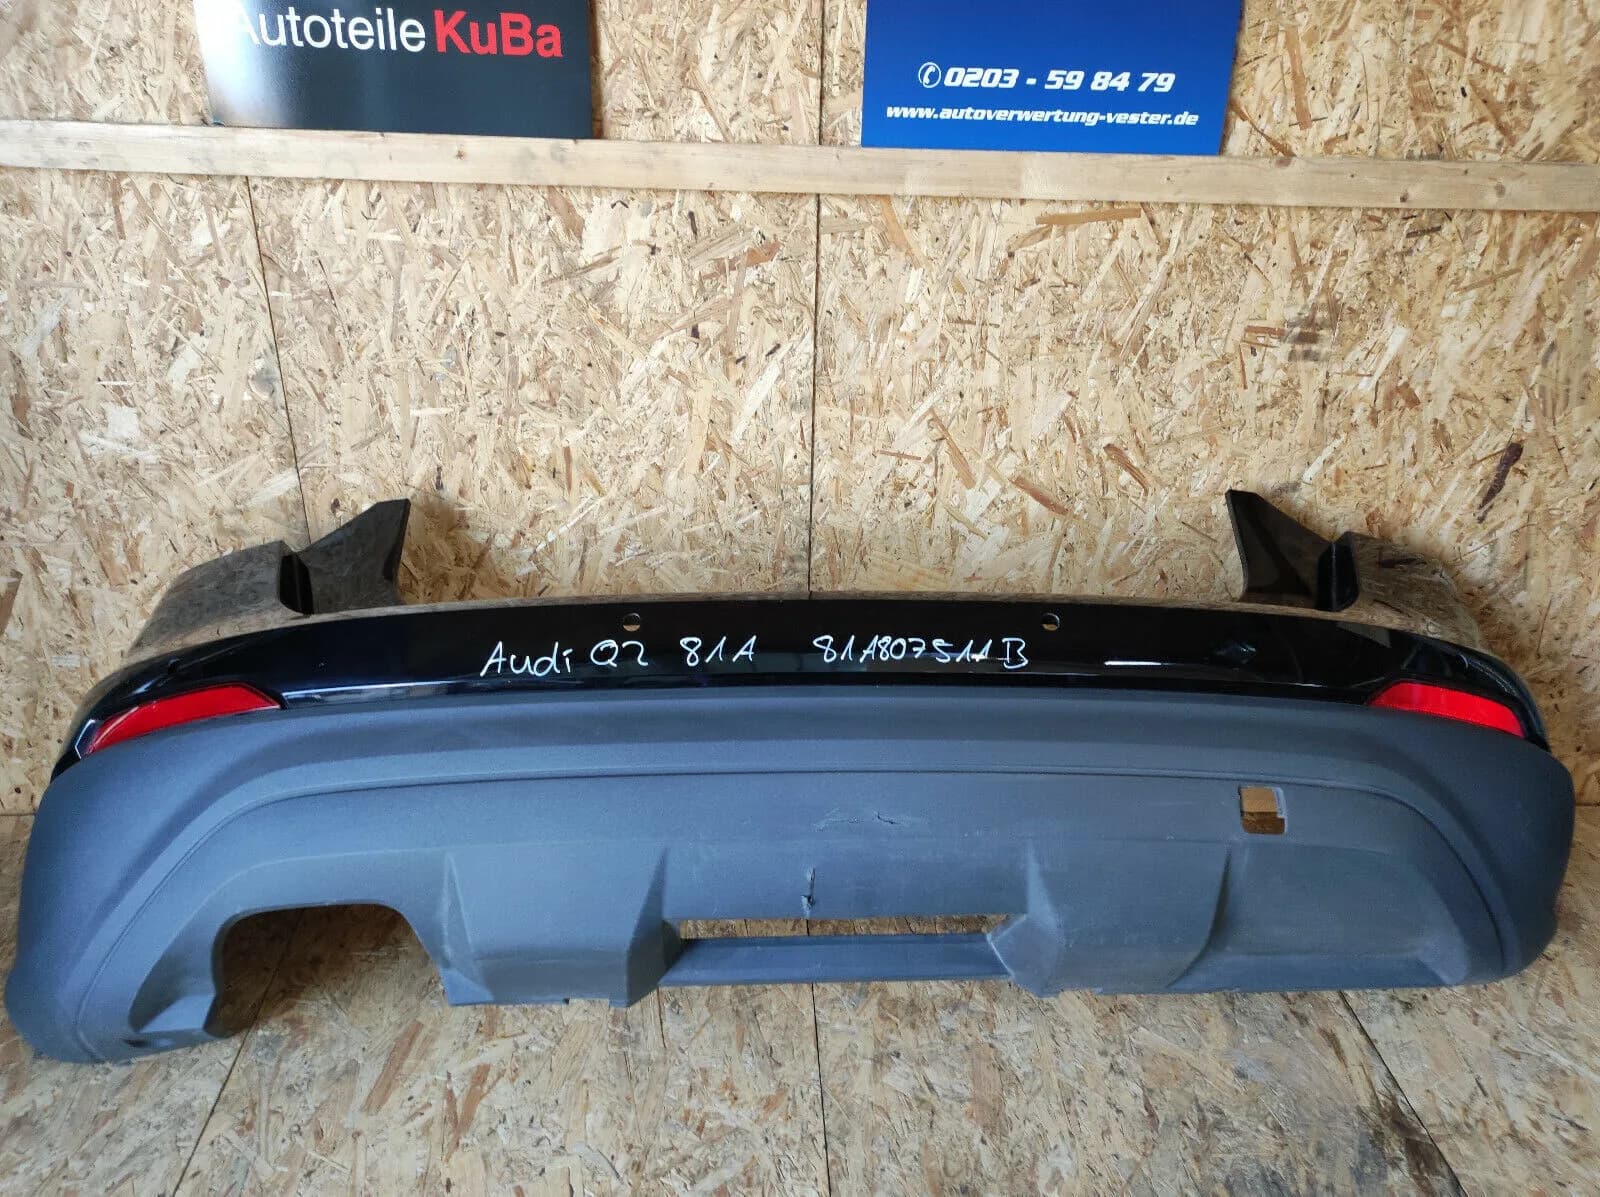 Autoteile KuBa
✆ 0203 - 59 84 79
www.autoverwertung-vester.de
Audi Q2 81A 81A807511B